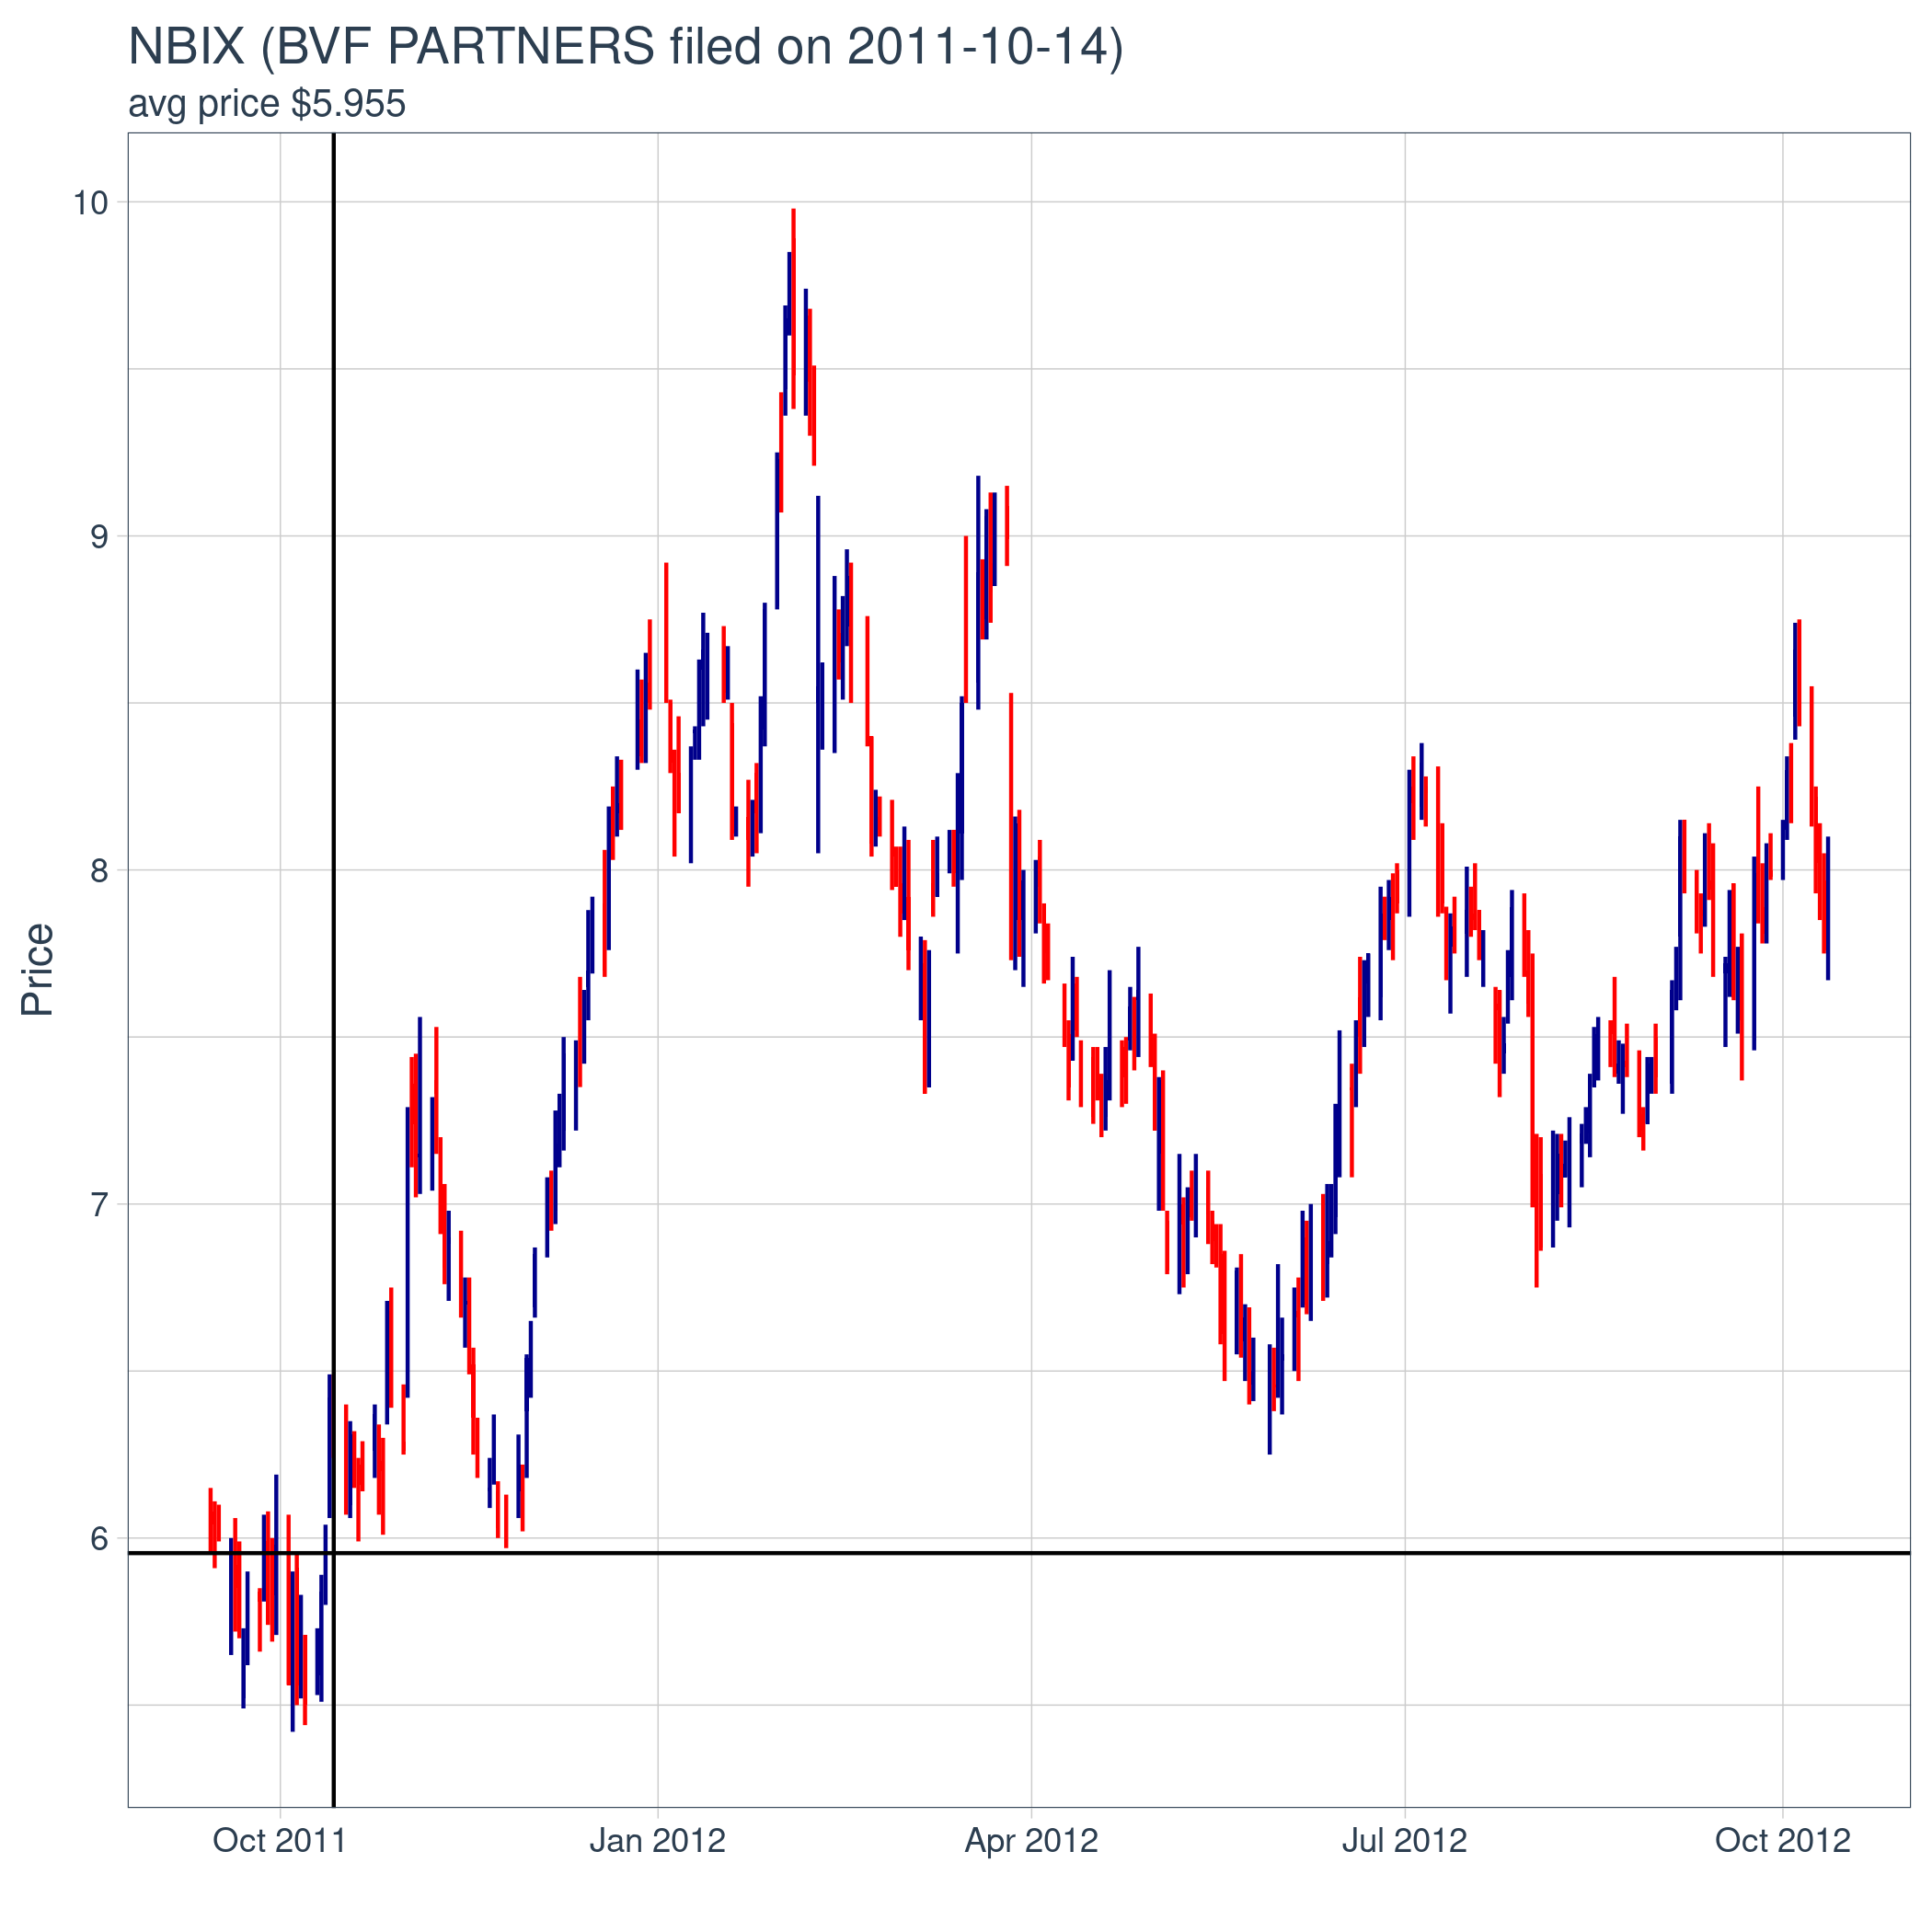 NBIX (BVF PARTNERS filed on 2011-10-14)
avg price $5.955
10
9
8
7
6
Price
Oct 2011
Jan 2012
Apr 2012
Jul 2012
Oct 2012